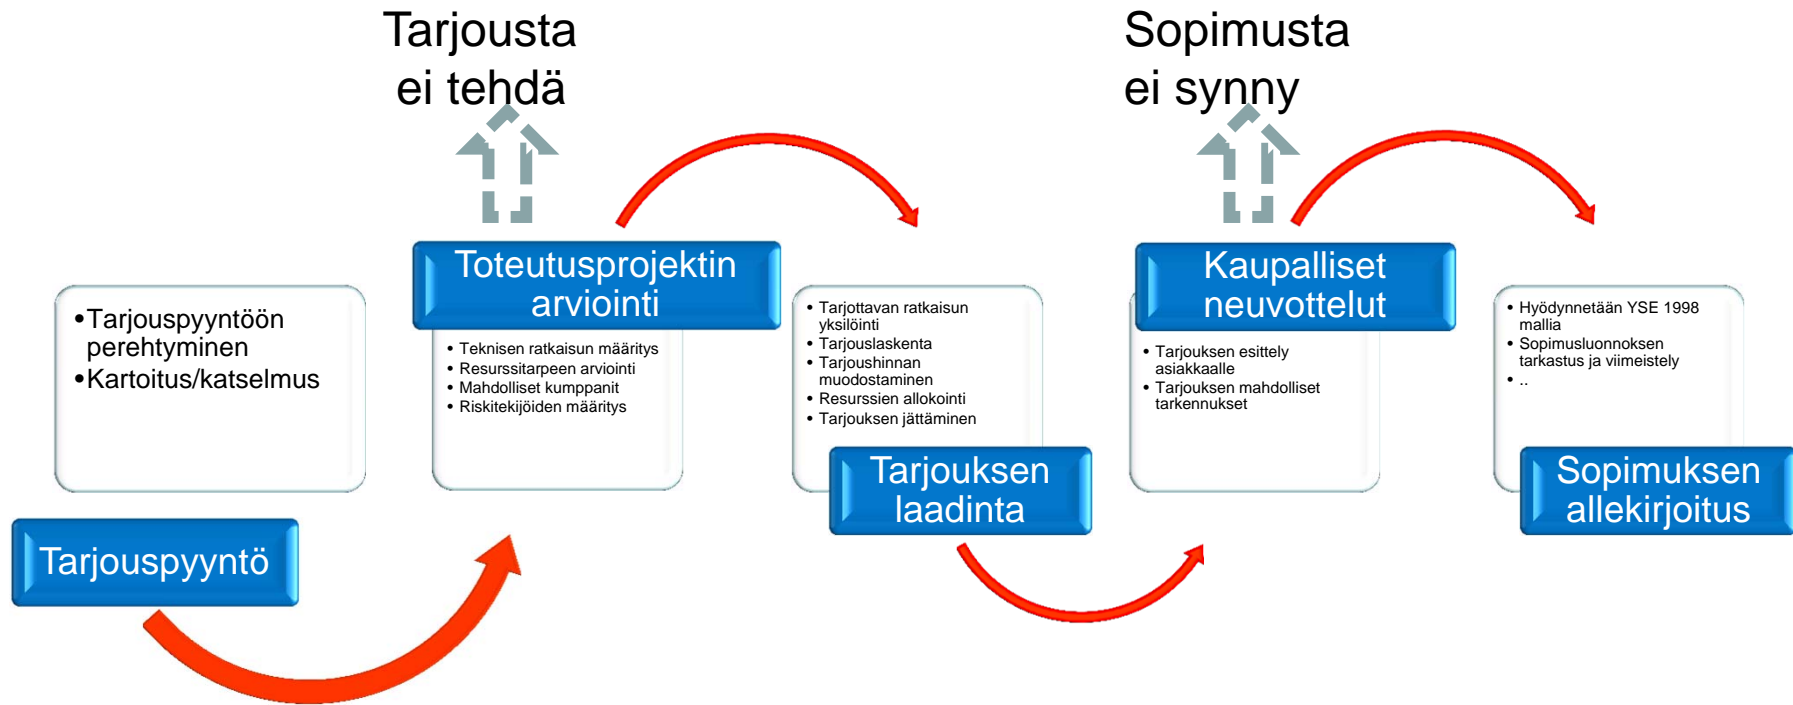 Tarjousta
ei tehdä
Sopimusta
ei synny
•Tarjouspyyntöön
perehtyminen
•Kartoitus/katselmus
Tarjouspyyntö
Toteutusprojektin
arviointi
• Teknisen ratkaisun määritys
• Resurssitarpeen arviointi
• Mahdolliset kumppanit
• Riskitekijöiden määritys
• Tarjottavan ratkaisun
yksilöinti
• Tarjouslaskenta
• Tarjoushinnan
muodostaminen
• Resurssien allokointi
• Tarjouksen jättäminen
Tarjouksen
laadinta
Kaupalliset
neuvottelut
• Tarjouksen esittely
asiakkaalle
• Tarjouksen mahdolliset
tarkennukset
• Hyödynnetään YSE 1998
mallia
• Sopimusluonnoksen
tarkastus ja viimeistely
• ..
Sopimuksen
allekirjoitus